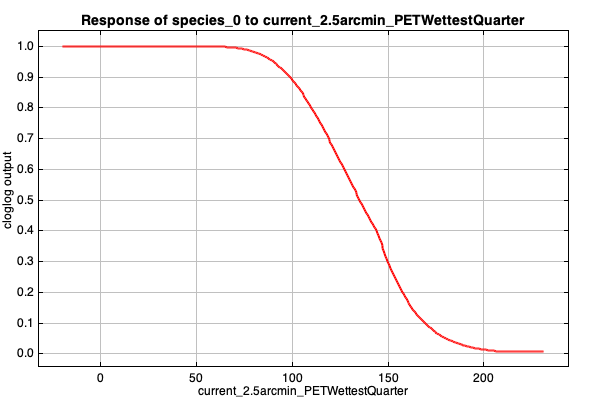 Response of species_0 to current_2.5arcmin_PETWettestQuarter
1.0
0.9
0.8
0.7
0.6
0.5
0.4
0.3
0.2
0.1
0.0
cloglog output
0 50 100 150 200
current_2.5arcmin_PETWettestQuarter